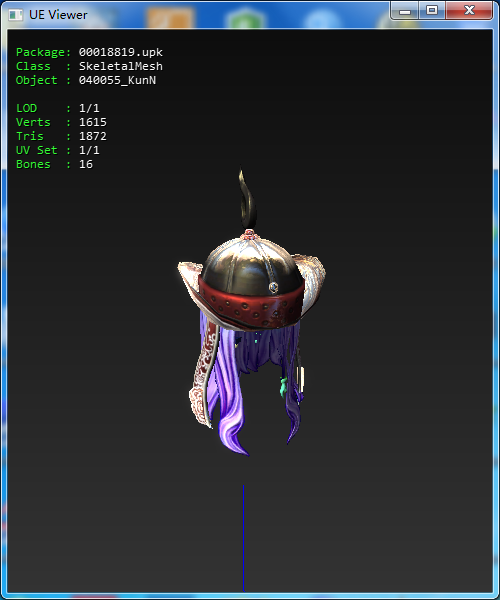 UE Viewer
Package: 00018819.upk
Class : SkeletalMesh
Object : 040055_KunN
LOD : 1/1
Verts : 1615
Tris : 1872
UV Set : 1/1
Bones : 16